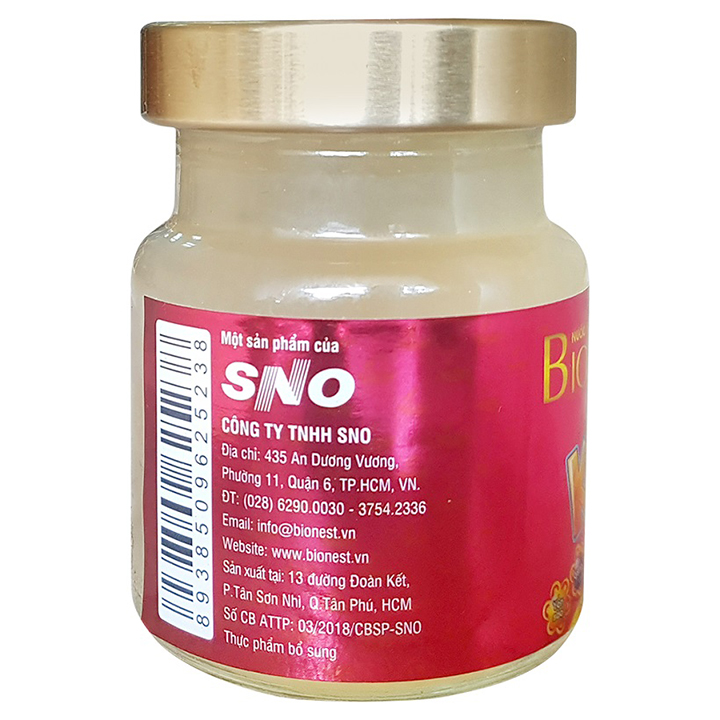 Một sản phẩm của
SNO
CÔNG TY TNHH SNO
Địa chỉ: 435 An Dương Vương,
Phường 11, Quận 6, TP.HCM, VN.
ĐT: (028) 6290.0030 - 3754.2336
Email: info@bionest.vn
Website: www.bionest.vn
Sản xuất tại: 13 đường Đoàn Kết,
P.Tân Sơn Nhì, Q.Tân Phú, HCM
Số CB ATTP: 03/2018/CBSP-SNO
Thực phẩm bổ sung
8938509625238